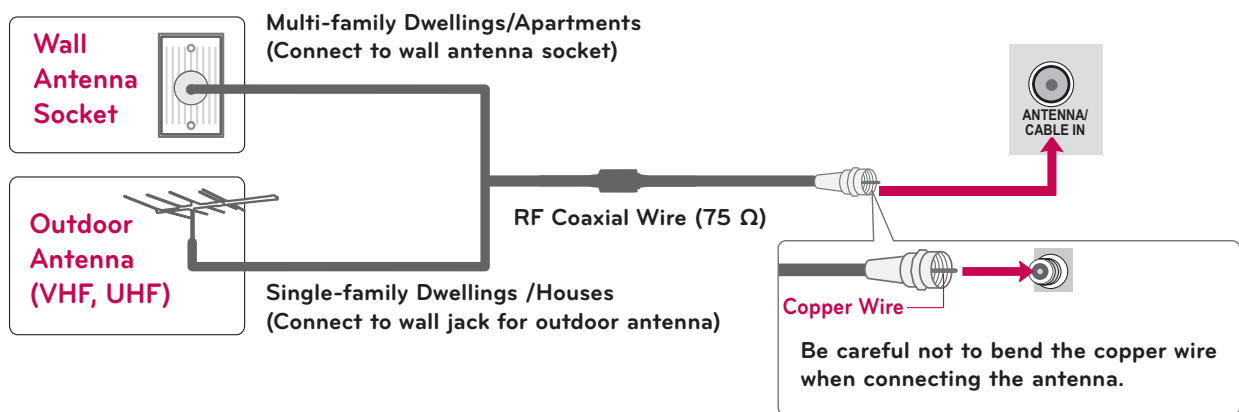 Wall
Antenna
Socket
Multi-family Dwellings/Apartments
(Connect to wall antenna socket)
ANTENNA/
CABLE IN
Outdoor
Antenna
(VHF, UHF)
RF Coaxial Wire (75 Ω)
Single-family Dwellings /Houses
(Connect to wall jack for outdoor antenna)
Copper Wire
Be careful not to bend the copper wire
when connecting the antenna.